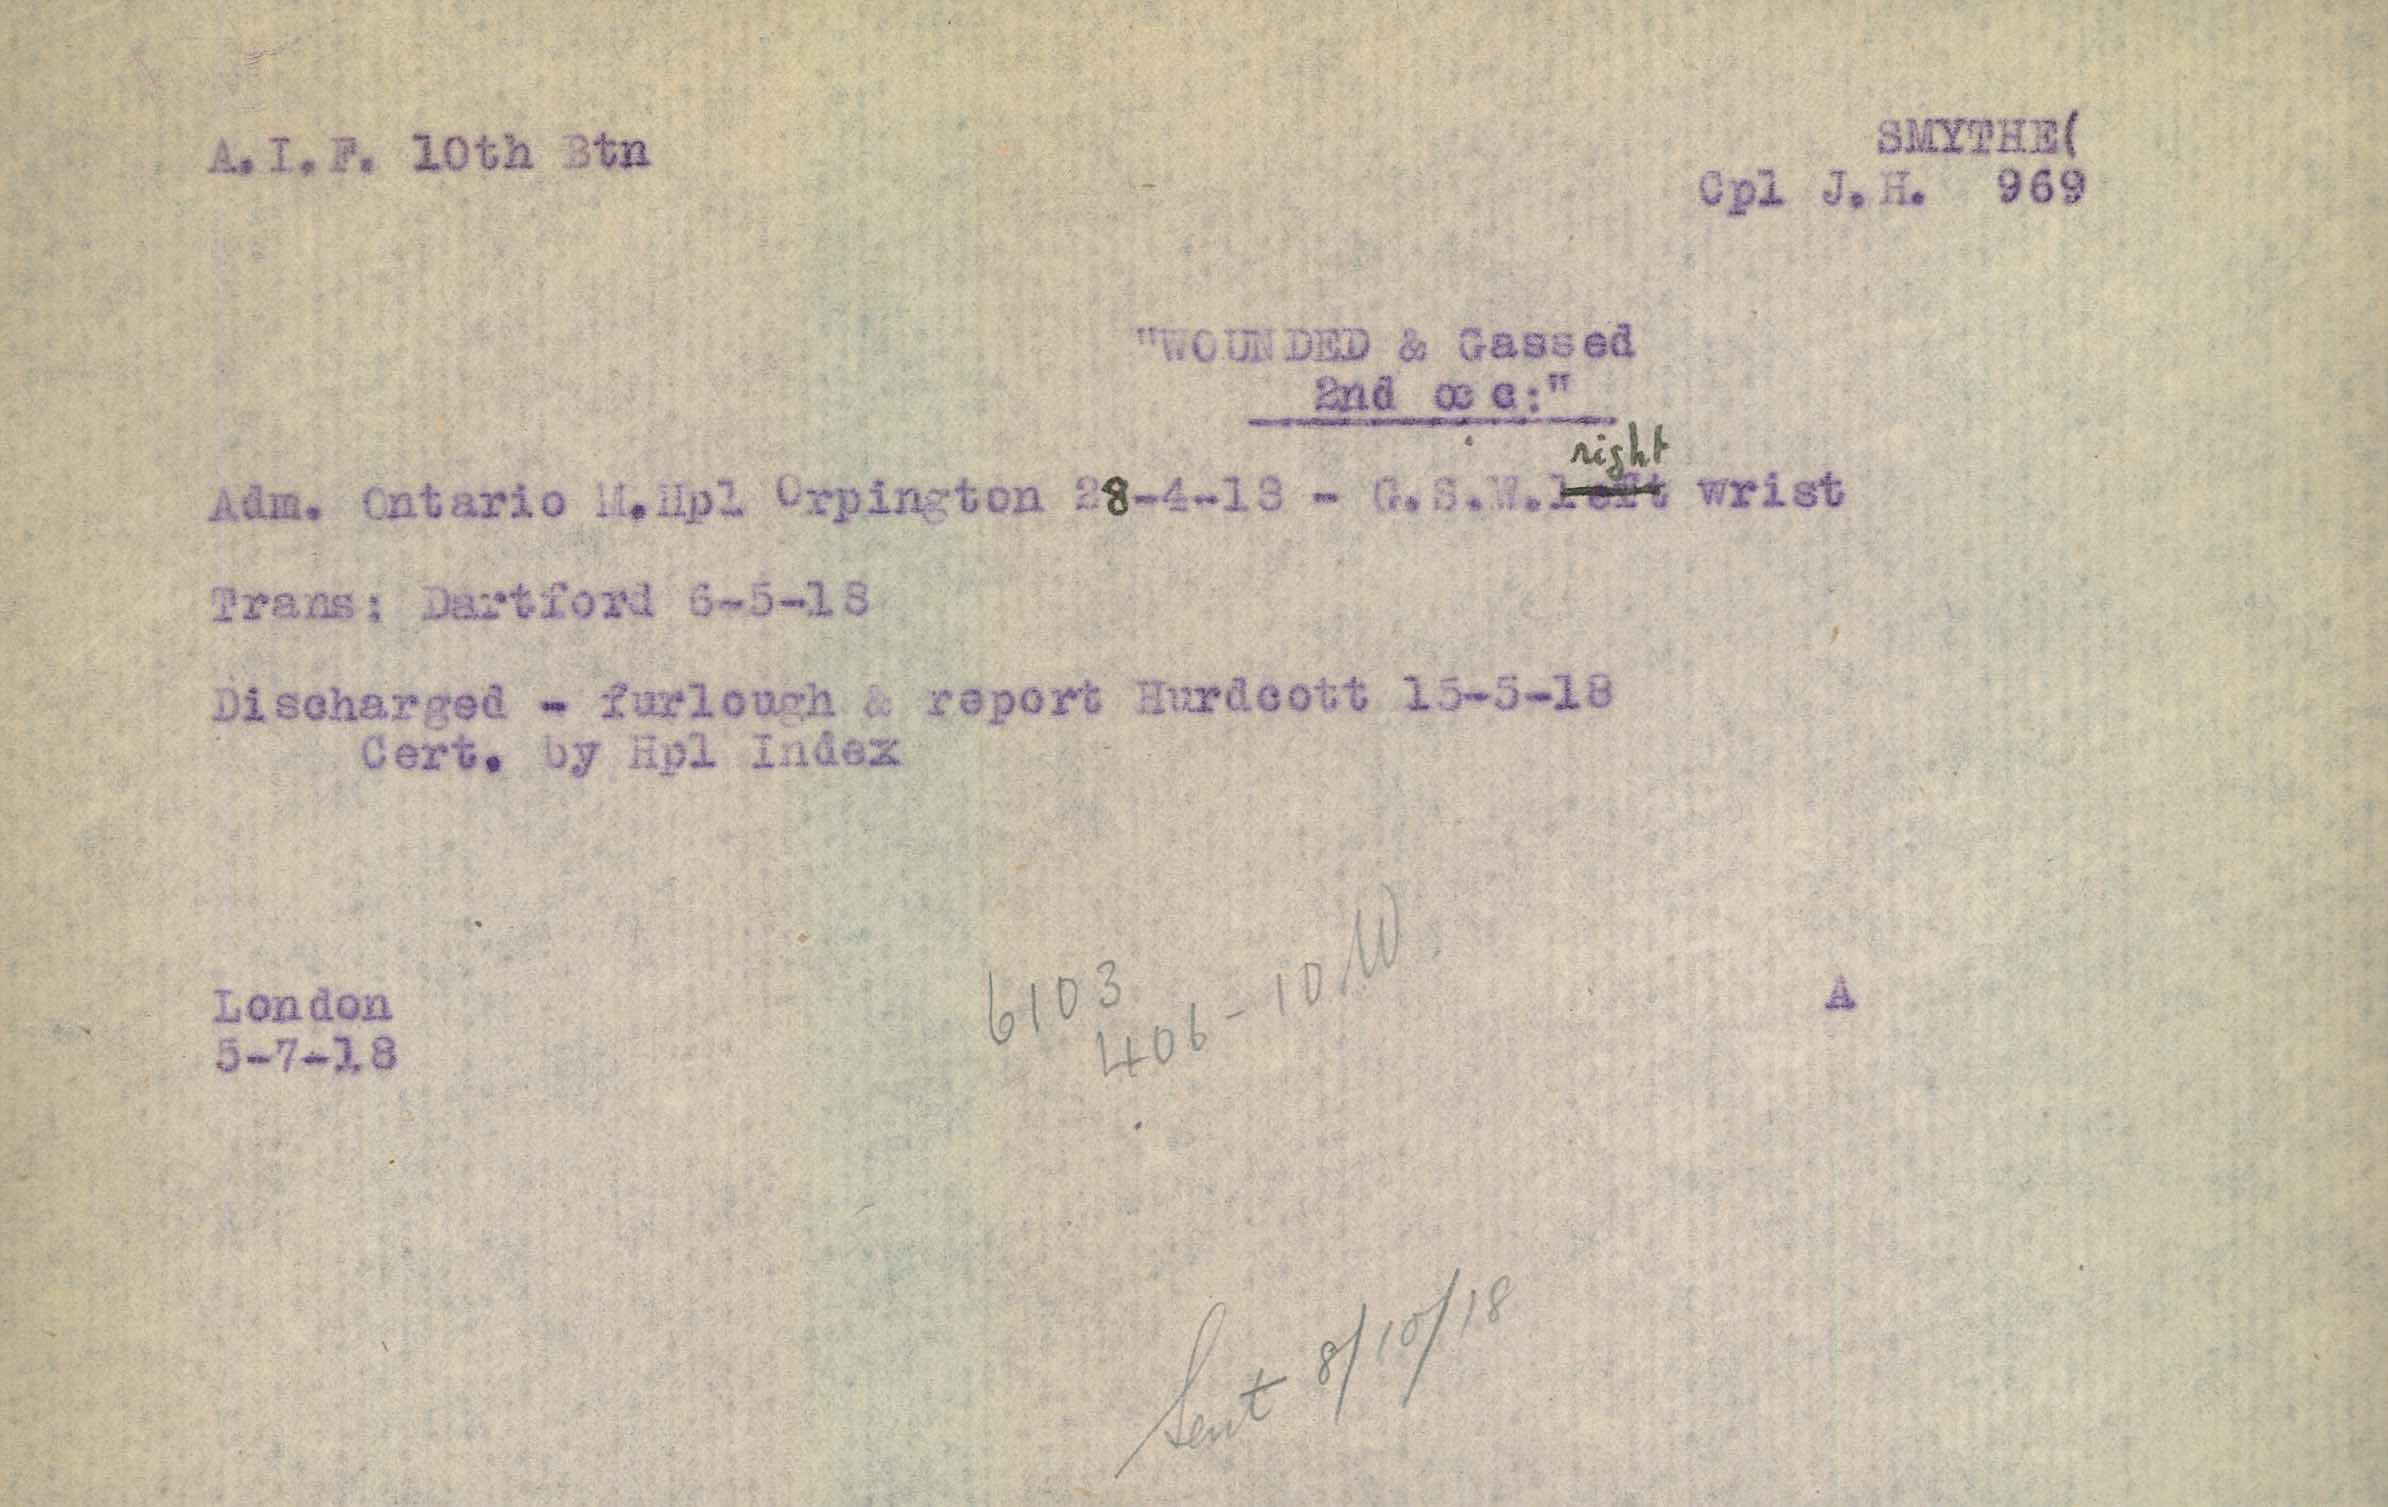 A.I.F. 10th Btn
SMYTHE(
Cpl J.H. 969
"WOUNDED & Gassed
2nd occ:"
right
Adm. Ontario M.Hpl Orpington 28-4-18 - G.S.W.left wrist
Trans: Dartford 6-5-18
Discharged - furlough & report Hurdcott 15-5-18
Cert. by Hpl Index
6103
406-10W.
London
A
5-7-18
Sent 8/10/18